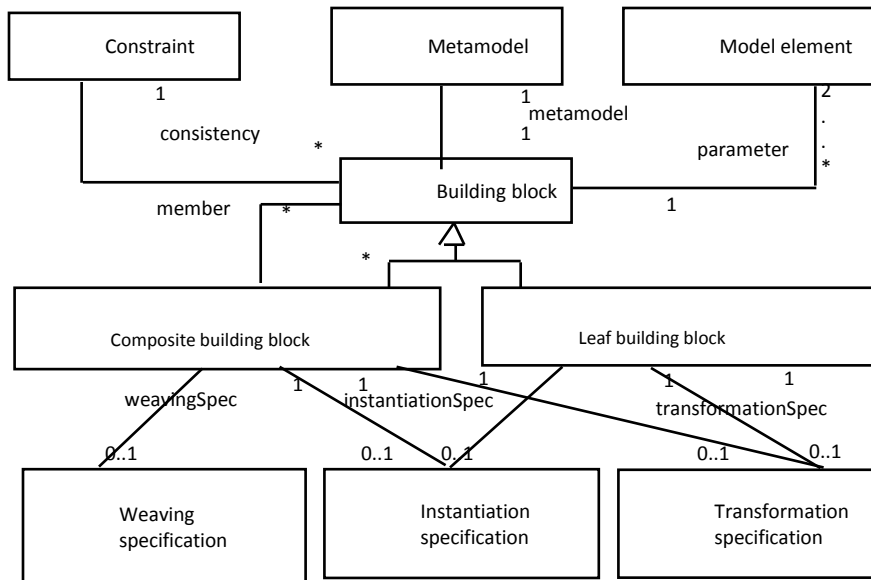 Constraint
Metamodel
Model element
1
1
2
.
.
*
metamodel
1
consistency
*
parameter
Building block
1
member
*
*
Composite building block
Leaf building block
1
1
1
1
1
weavingSpec
instantiationSpec
transformationSpec
0..1
0..1
0..1
0..1
0..1
Weaving
specification
Instantiation
specification
Transformation
specification